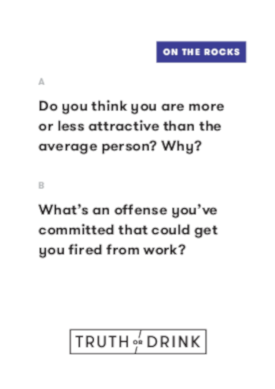 ON THE ROCKS
A
Do you think you are more
or less attractive than the
average person? Why?
B
What's an offense you've
committed that could get
you fired from work?
TRUTH OR DRINK